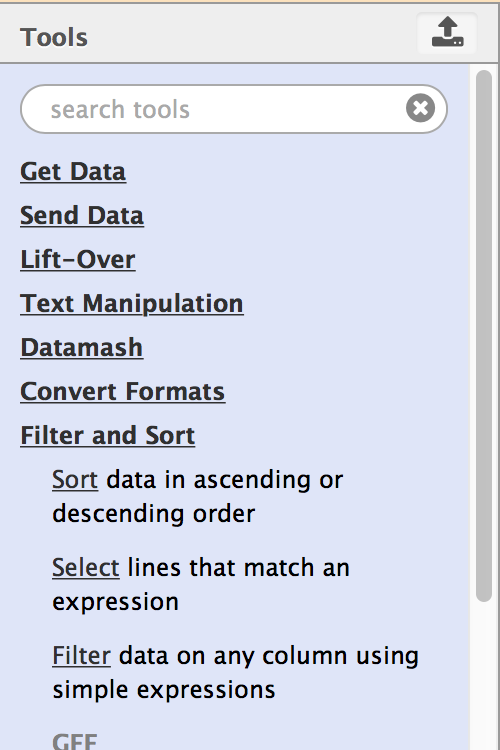 Tools
search tools
Get Data
Send Data
Lift-Over
Text Manipulation
Datamash
Convert Formats
Filter and Sort
Sort data in ascending or
descending order
Select lines that match an
expression
Filter data on any column using
simple expressions
GFF